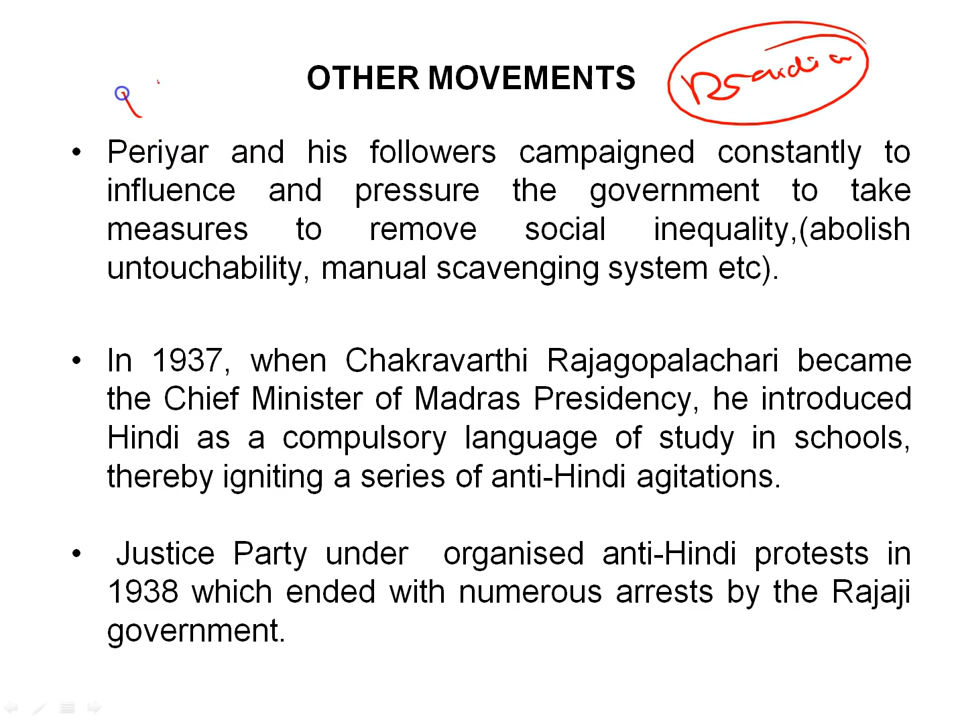 OTHER MOVEMENTS
• Periyar and his followers campaigned constantly to
influence and pressure the government to take
measures to remove social inequality,(abolish
untouchability, manual scavenging system etc).
• In 1937, when Chakravarthi Rajagopalachari became
the Chief Minister of Madras Presidency, he introduced
Hindi as a compulsory language of study in schools,
thereby igniting a series of anti-Hindi agitations.
• Justice Party under organised anti-Hindi protests in
1938 which ended with numerous arrests by the Rajaji
government.